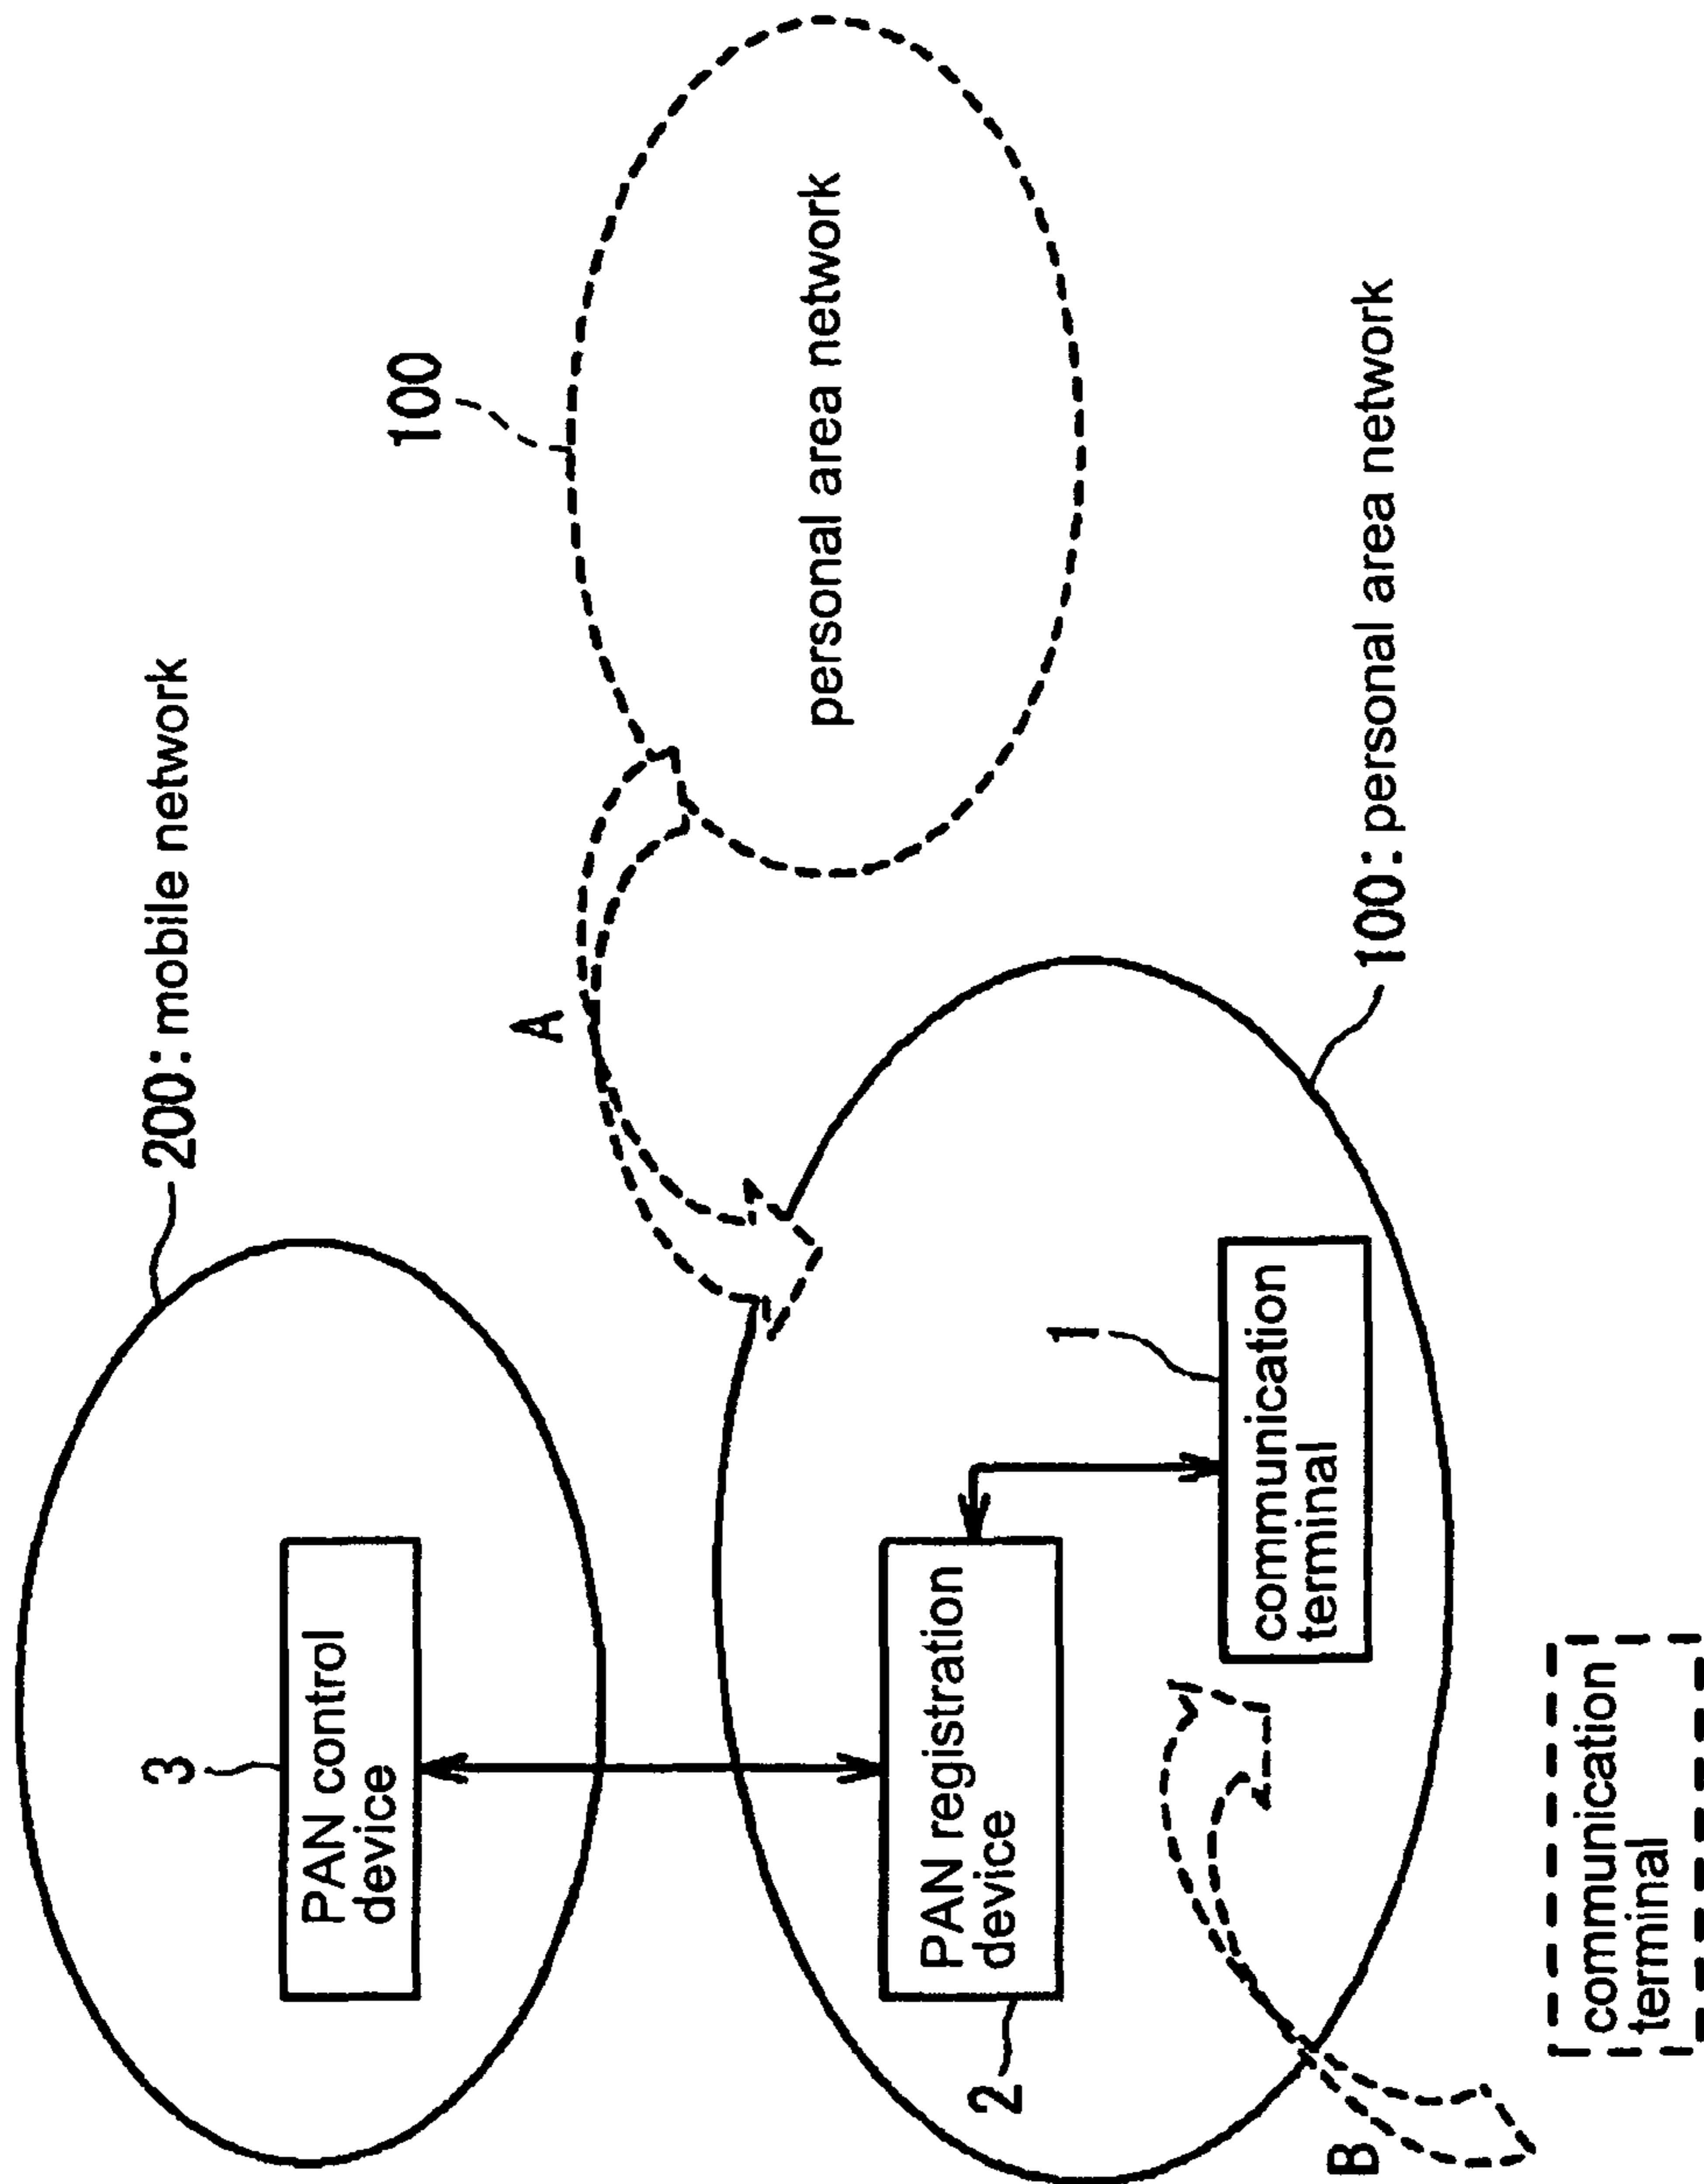 200: mobile network
3
PAN control
device
A
100
personal area network
2
PAN registration
device
1
communication
terminal
100: personal area network
B
communication
terminal